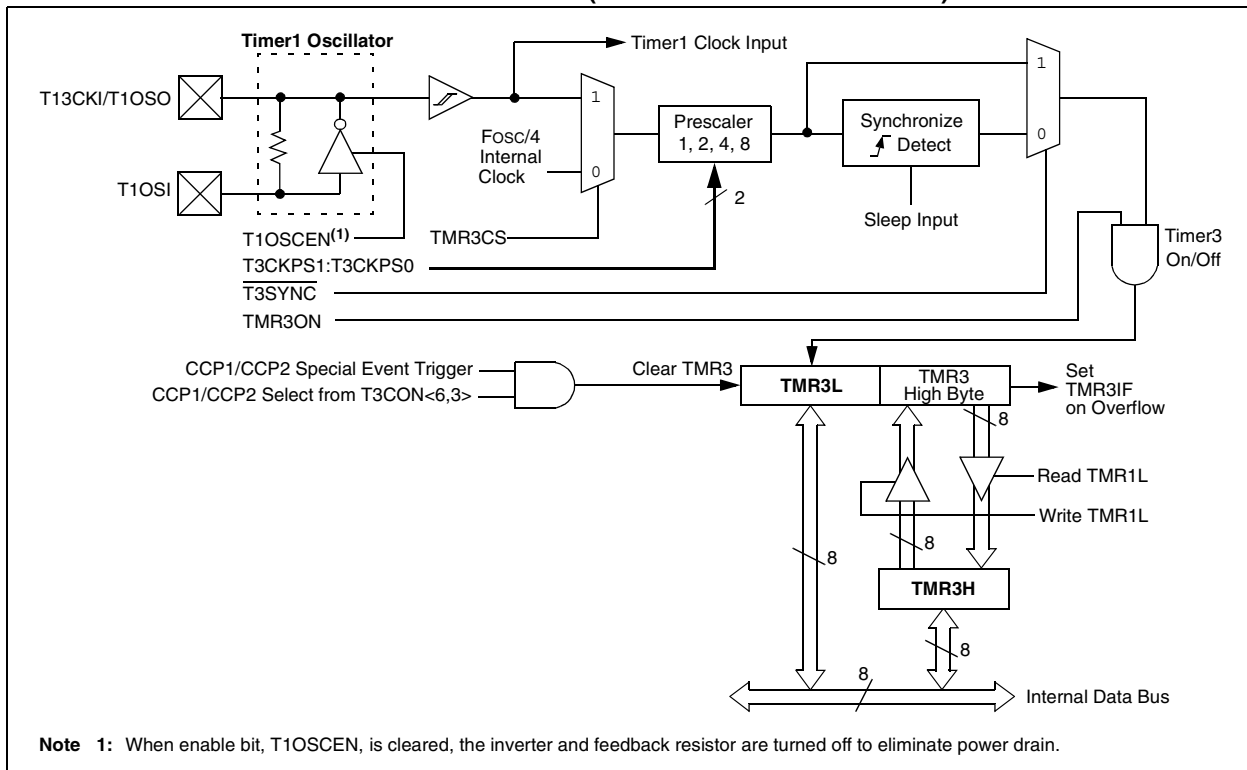 Timer1 Oscillator
Timer1 Clock Input
T13CKI/T1OSO
1
1
FOSC/4
Internal
Clock
0
Prescaler
1, 2, 4, 8
Synchronize
Detect
0
T1OSI
2
Sleep Input
T1OSCEN(1)
TMR3CS
Timer3
On/Off
T3CKPS1:T3CKPS0
T3SYNC
TMR3ON
CCP1/CCP2 Special Event Trigger
CCP1/CCP2 Select from T3CON<6,3>
Clear TMR3
TMR3L
TMR3
High Byte
Set
TMR3IF
on Overflow
8
Read TMR1L
Write TMR1L
8
8
TMR3H
8
8
Internal Data Bus
Note 1: When enable bit, T1OSCEN, is cleared, the inverter and feedback resistor are turned off to eliminate power drain.